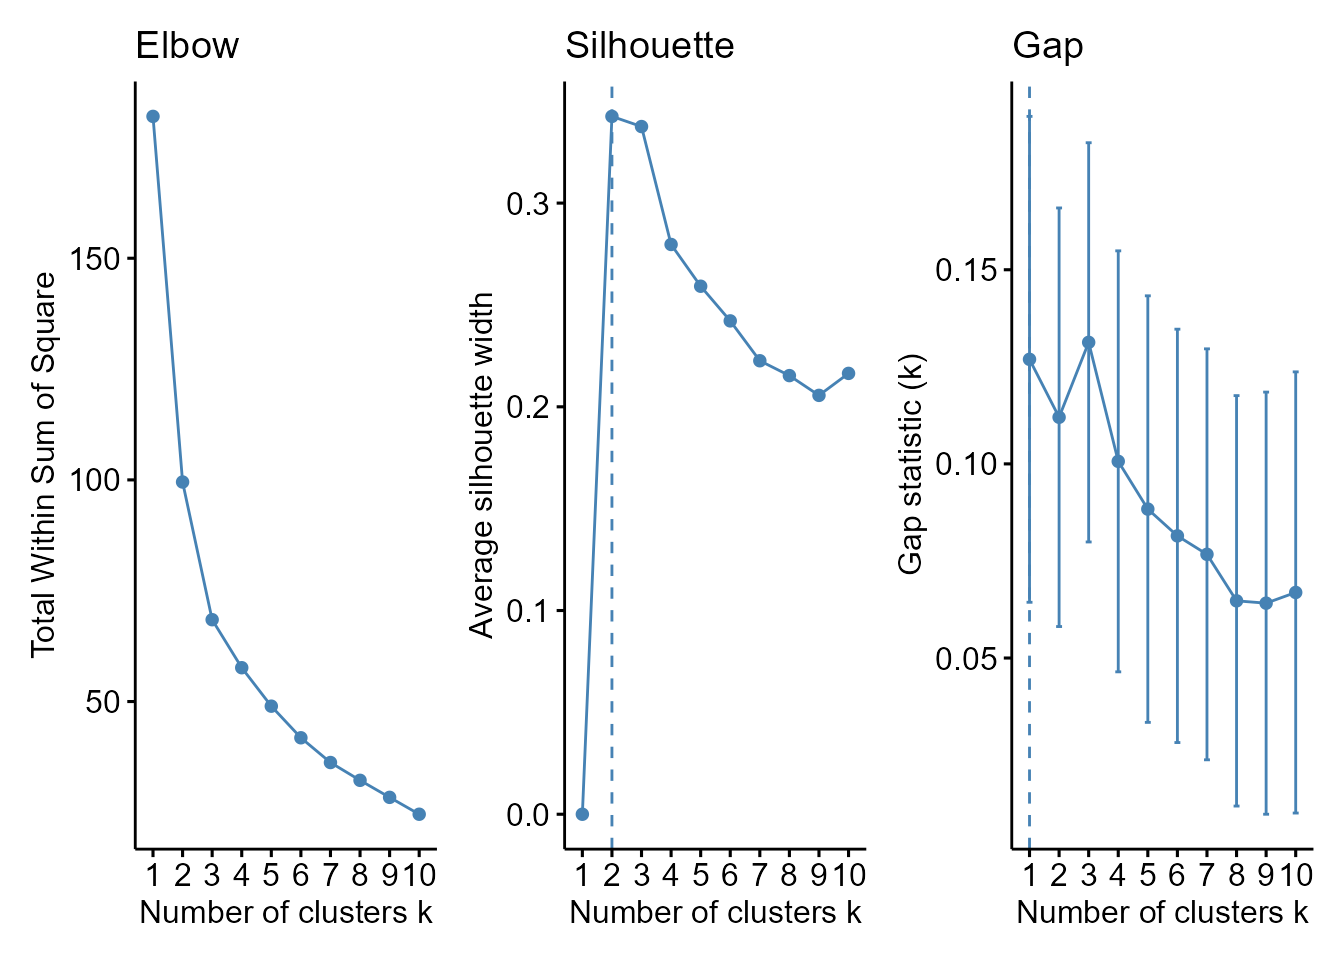 Elbow
Total Within Sum of Square
150
100
50
1 2 3 4 5 6 7 8 9 10
Number of clusters k
Silhouette
Average silhouette width
0.3
0.2
0.1
0.0
1 2 3 4 5 6 7 8 9 10
Number of clusters k
Gap
Gap statistic (k)
0.15
0.10
0.05
1 2 3 4 5 6 7 8 9 10
Number of clusters k